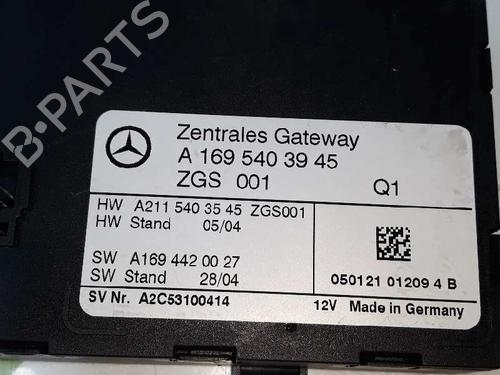 B-PARTS
Zentrales Gateway
A 169 540 39 45
ZGS 001 Q1
HW A211 540 35 45 ZGS001
HW Stand 05/04
SW A169 442 00 27
SW Stand 28/04
050121 01209 4 B
SV Nr. A2C53100414 12V Made in Germany